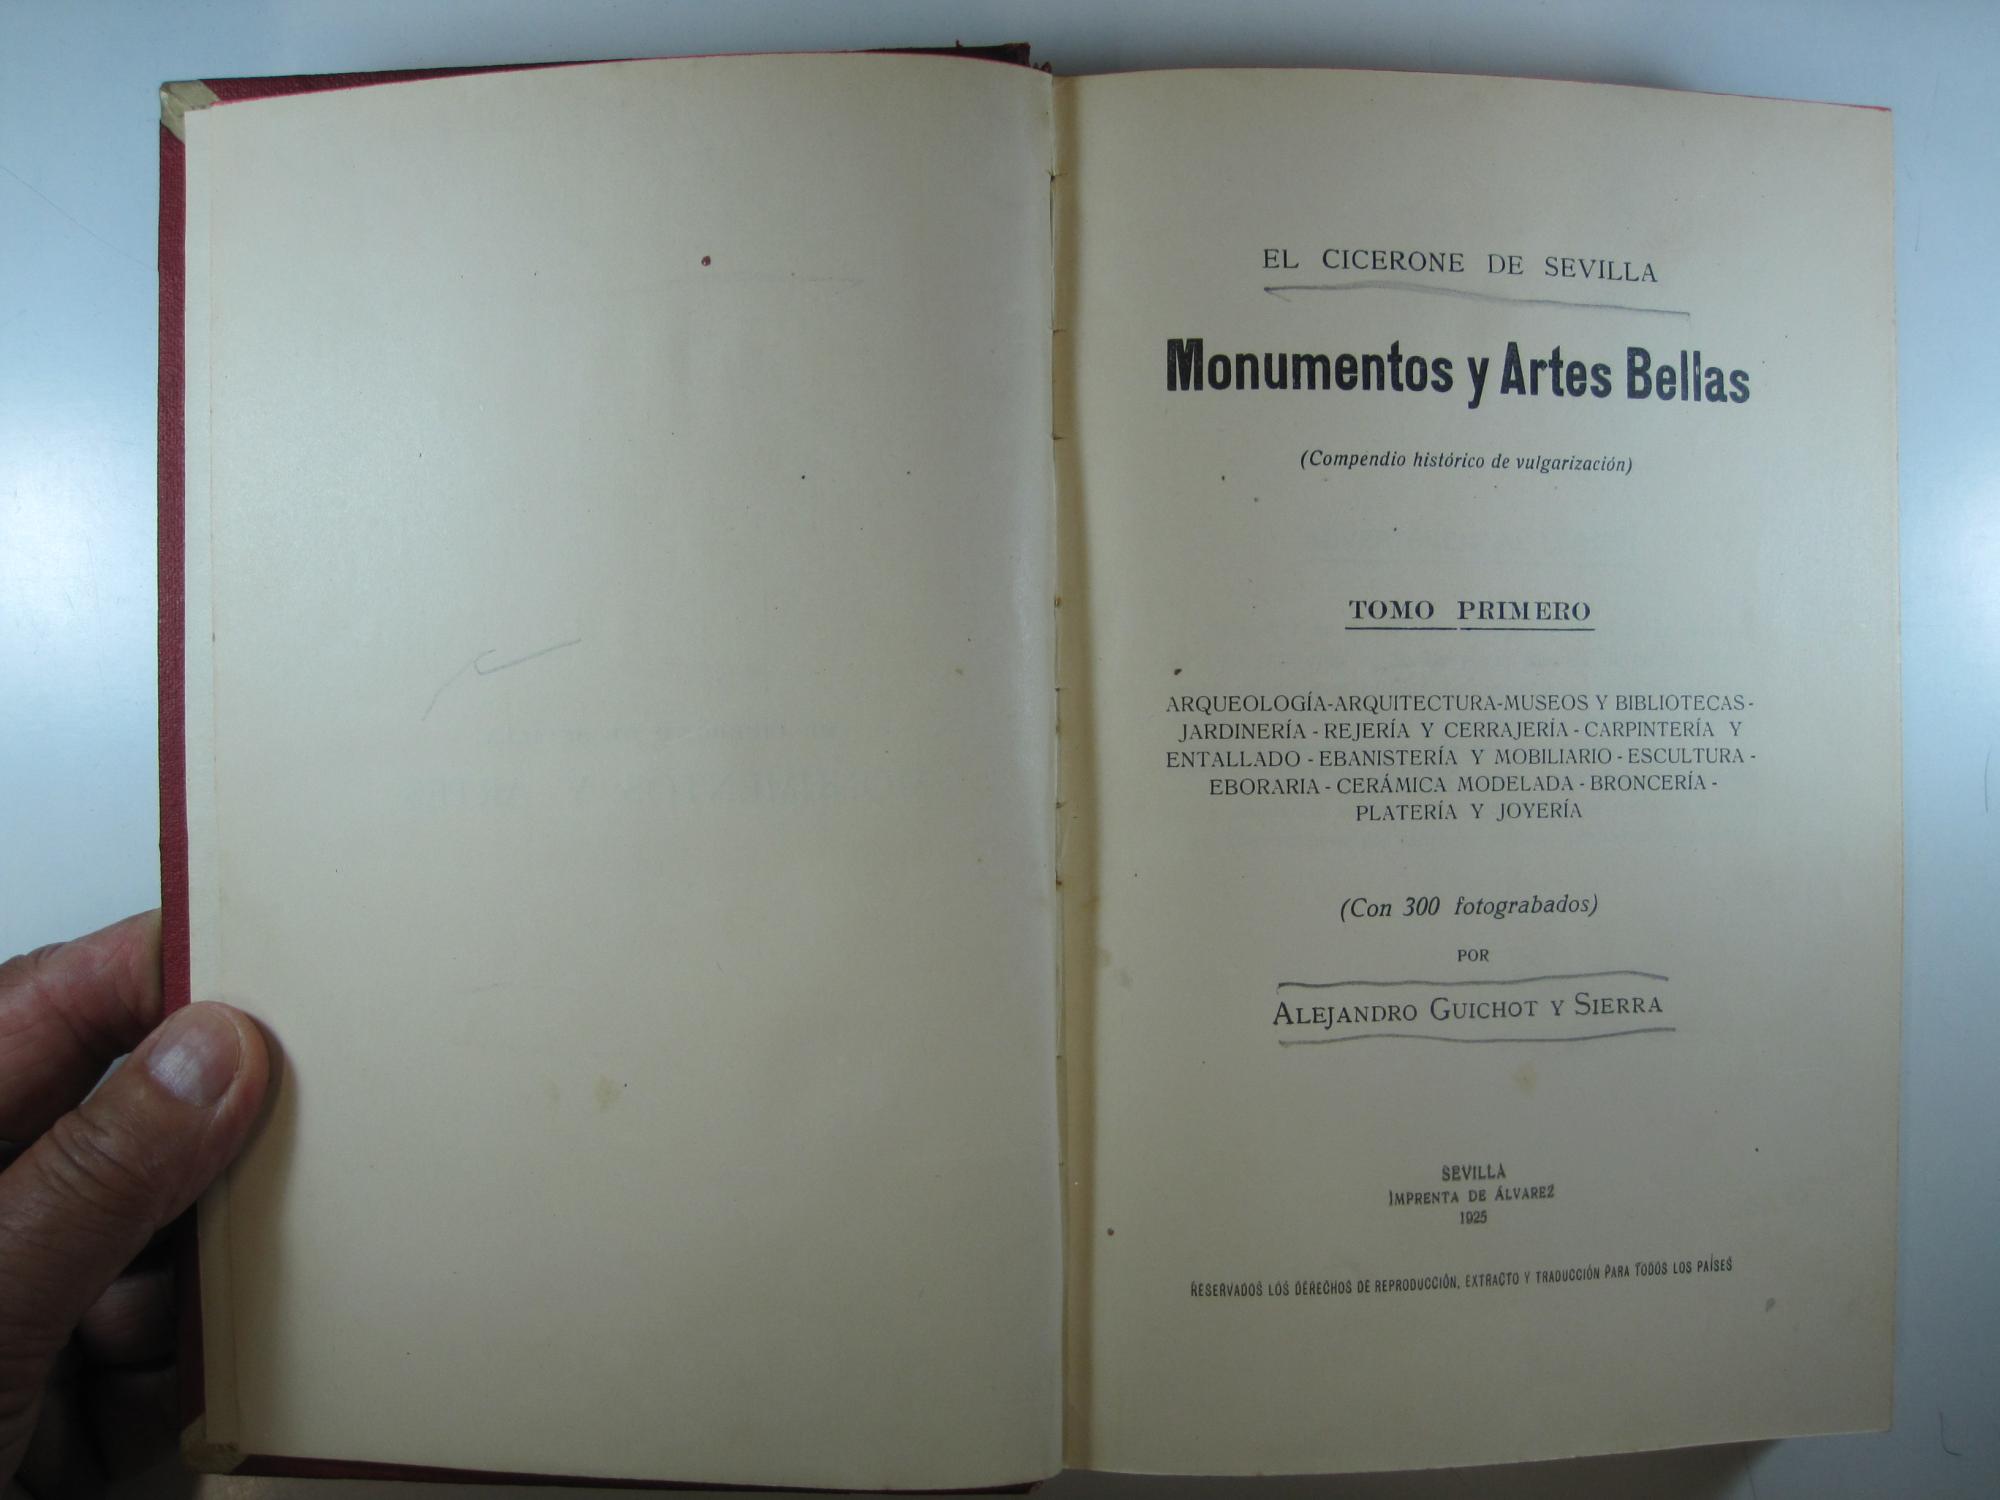 EL CICERONE DE SEVILLA
Monumentos y Artes Bellas
(Compendio histórico de vulgarización)
TOMO PRIMERO
ARQUEOLOGÍA-ARQUITECTURA-MUSEOS Y BIBLIOTECAS-
JARDINERÍA - REJERÍA Y CERRAJERÍA - CARPINTERÍA Y
ENTALLADO - EBANISTERÍA Y MOBILIARIO - ESCULTURA -
EBORARIA - CERÁMICA MODELADA - BRONCERÍA -
PLATERÍA Y JOYERÍA
(Con 300 fotograbados)
POR
ALEJANDRO GUICHOT Y SIERRA
SEVILLA
IMPRENTA DE ÁLVAREZ
1925
RESERVADOS LOS DERECHOS DE REPRODUCCIÓN, EXTRACTO Y TRADUCCIÓN PARA TODOS LOS PAÍSES